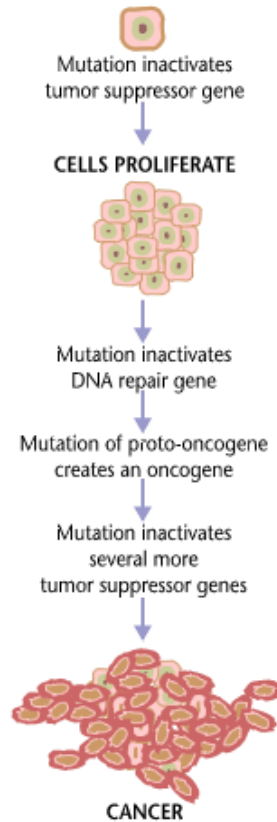 Mutation inactivates
tumor suppressor gene
CELLS PROLIFERATE
Mutation inactivates
DNA repair gene
Mutation of proto-oncogene
creates an oncogene
Mutation inactivates
several more
tumor suppressor genes
CANCER